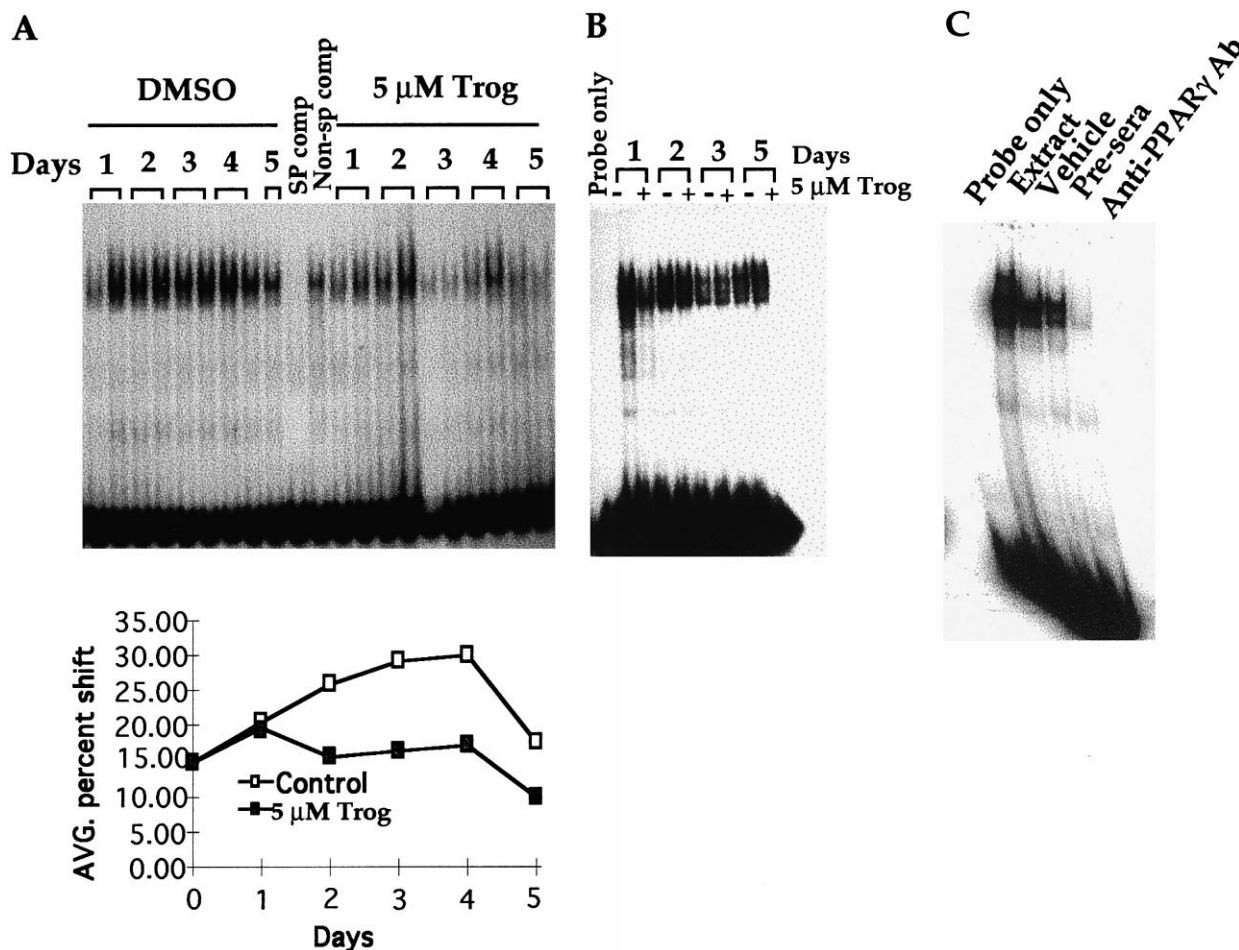 A
DMSO
SP comp
Non-sp comp
5 µM Trog
Days 1 2 3 4 5 1 2 3 4 5
B
Probe only
1 2 3 5 Days
- + - + - + - + 5 µM Trog
C
Probe only
Extract
Vehicle
Pre-sera
Anti-PPARγ Ab
AVG. percent shift
35.00
30.00
25.00
20.00
15.00
10.00
5.00
0.00
Control
5 µM Trog
0 1 2 3 4 5
Days